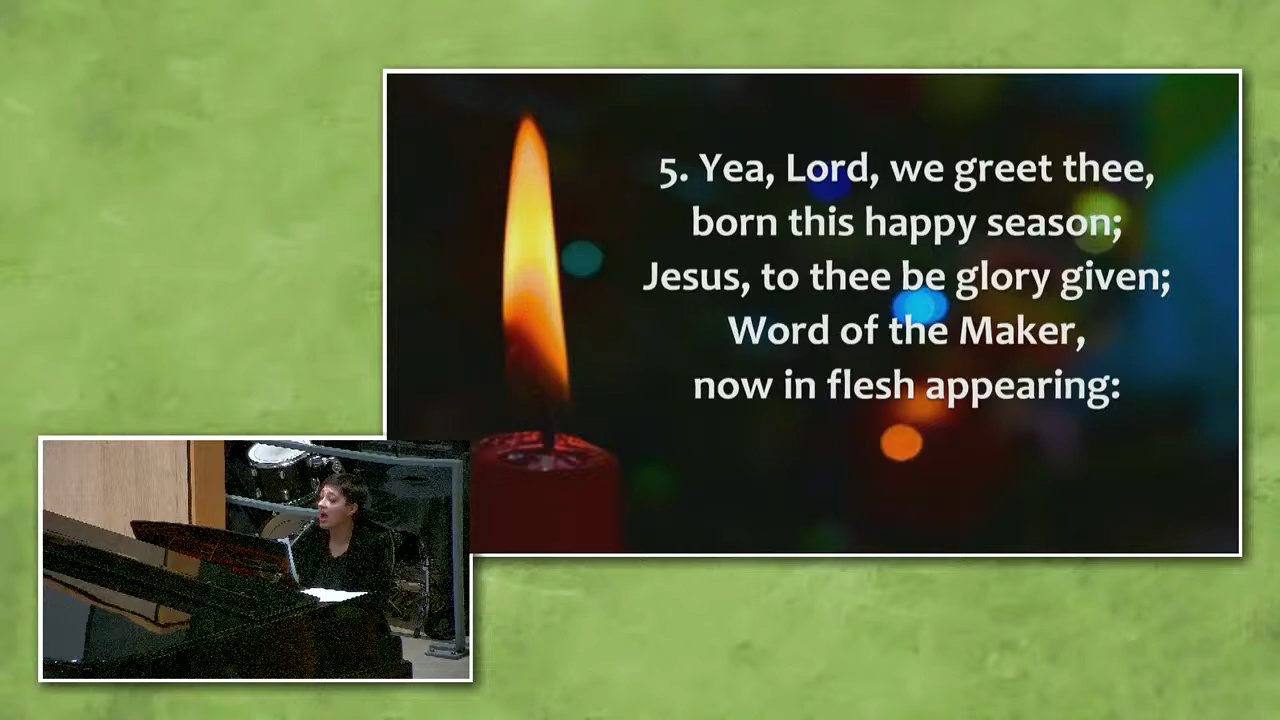 5. Yea, Lord, we greet thee,
born this happy season;
Jesus, to thee be glory given;
Word of the Maker,
now in flesh appearing: